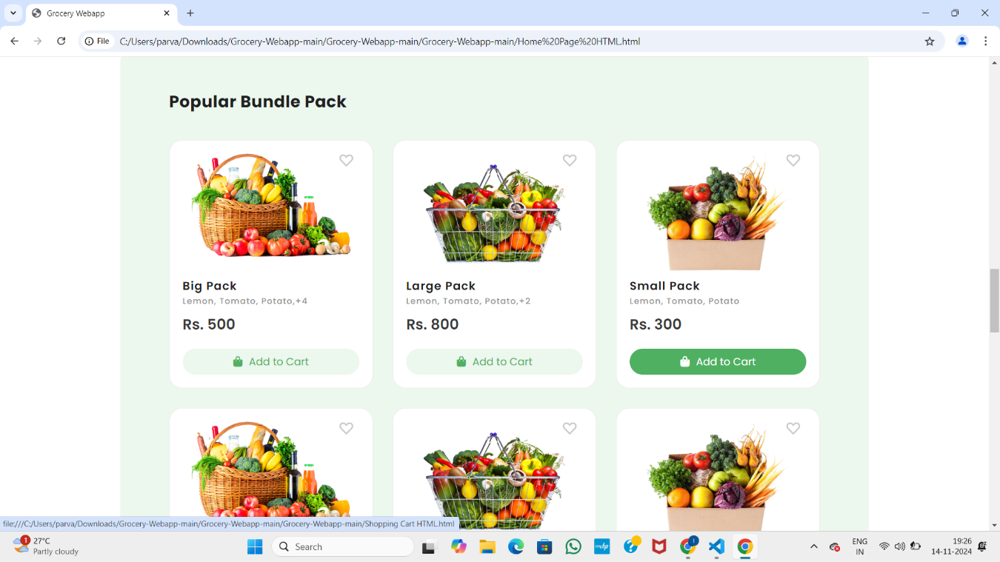 Grocery Webapp
File
C:/Users/parva/Downloads/Grocery-Webapp-main/Grocery-Webapp-main/Grocery-Webapp-main/Home%20Page%20HTML.html
Popular Bundle Pack
Big Pack
Lemon, Tomato, Potato,+4
Rs. 500
Add to Cart
Large Pack
Lemon, Tomato, Potato,+2
Rs. 800
Add to Cart
Small Pack
Lemon, Tomato, Potato
Rs. 300
Add to Cart
file:///C:/Users/parva/Downloads/Grocery-Webapp-main/Grocery-Webapp-main/Grocery-Webapp-main/Shopping Cart HTML.html
1
27°C
Partly cloudy
Search
ENG
IN
19:26
14-11-2024